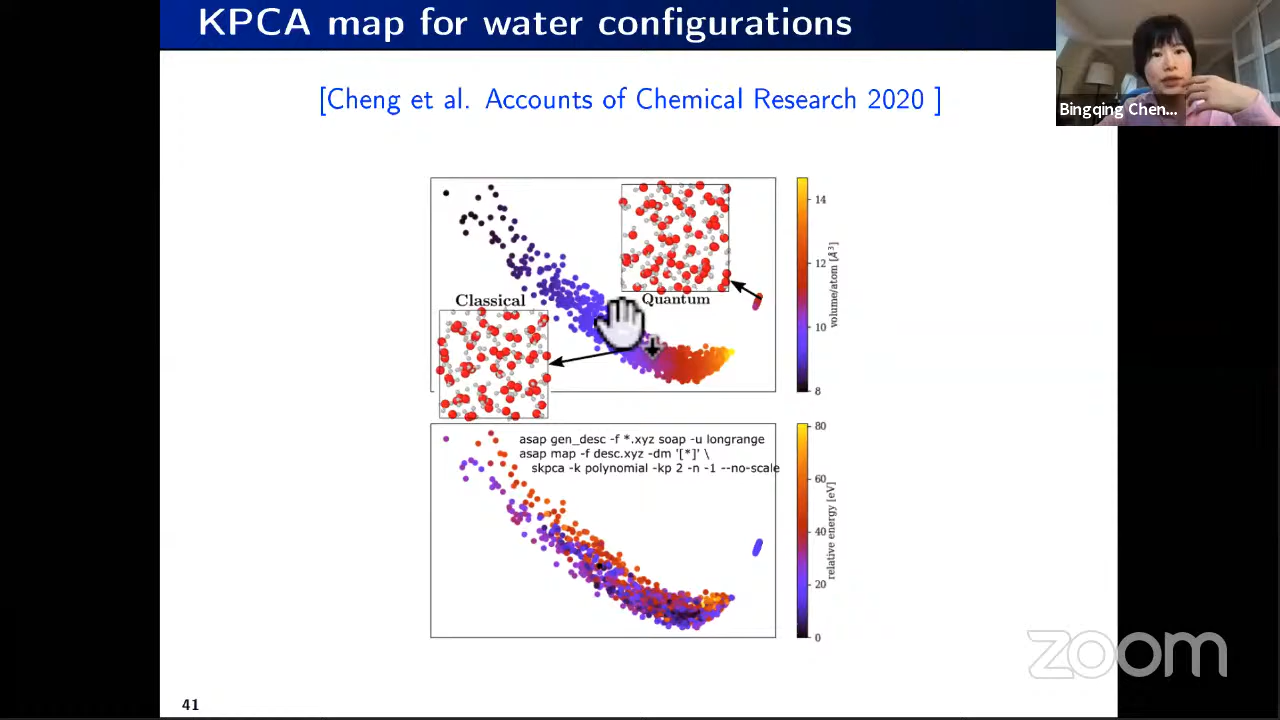 KPCA map for water configurations
[Cheng et al. Accounts of Chemical Research 2020 ]
Bingqing Chen...
Classical
Quantum
14
12
10
8
volume/atom [Å³]
asap gen_desc -f *.xyz soap -u longrange
asap map -f desc.xyz -dm '[*]' \
skpca -k polynomial -kp 2 -n -1 --no-scale
80
60
40
20
0
relative energy [eV]
zoom
41